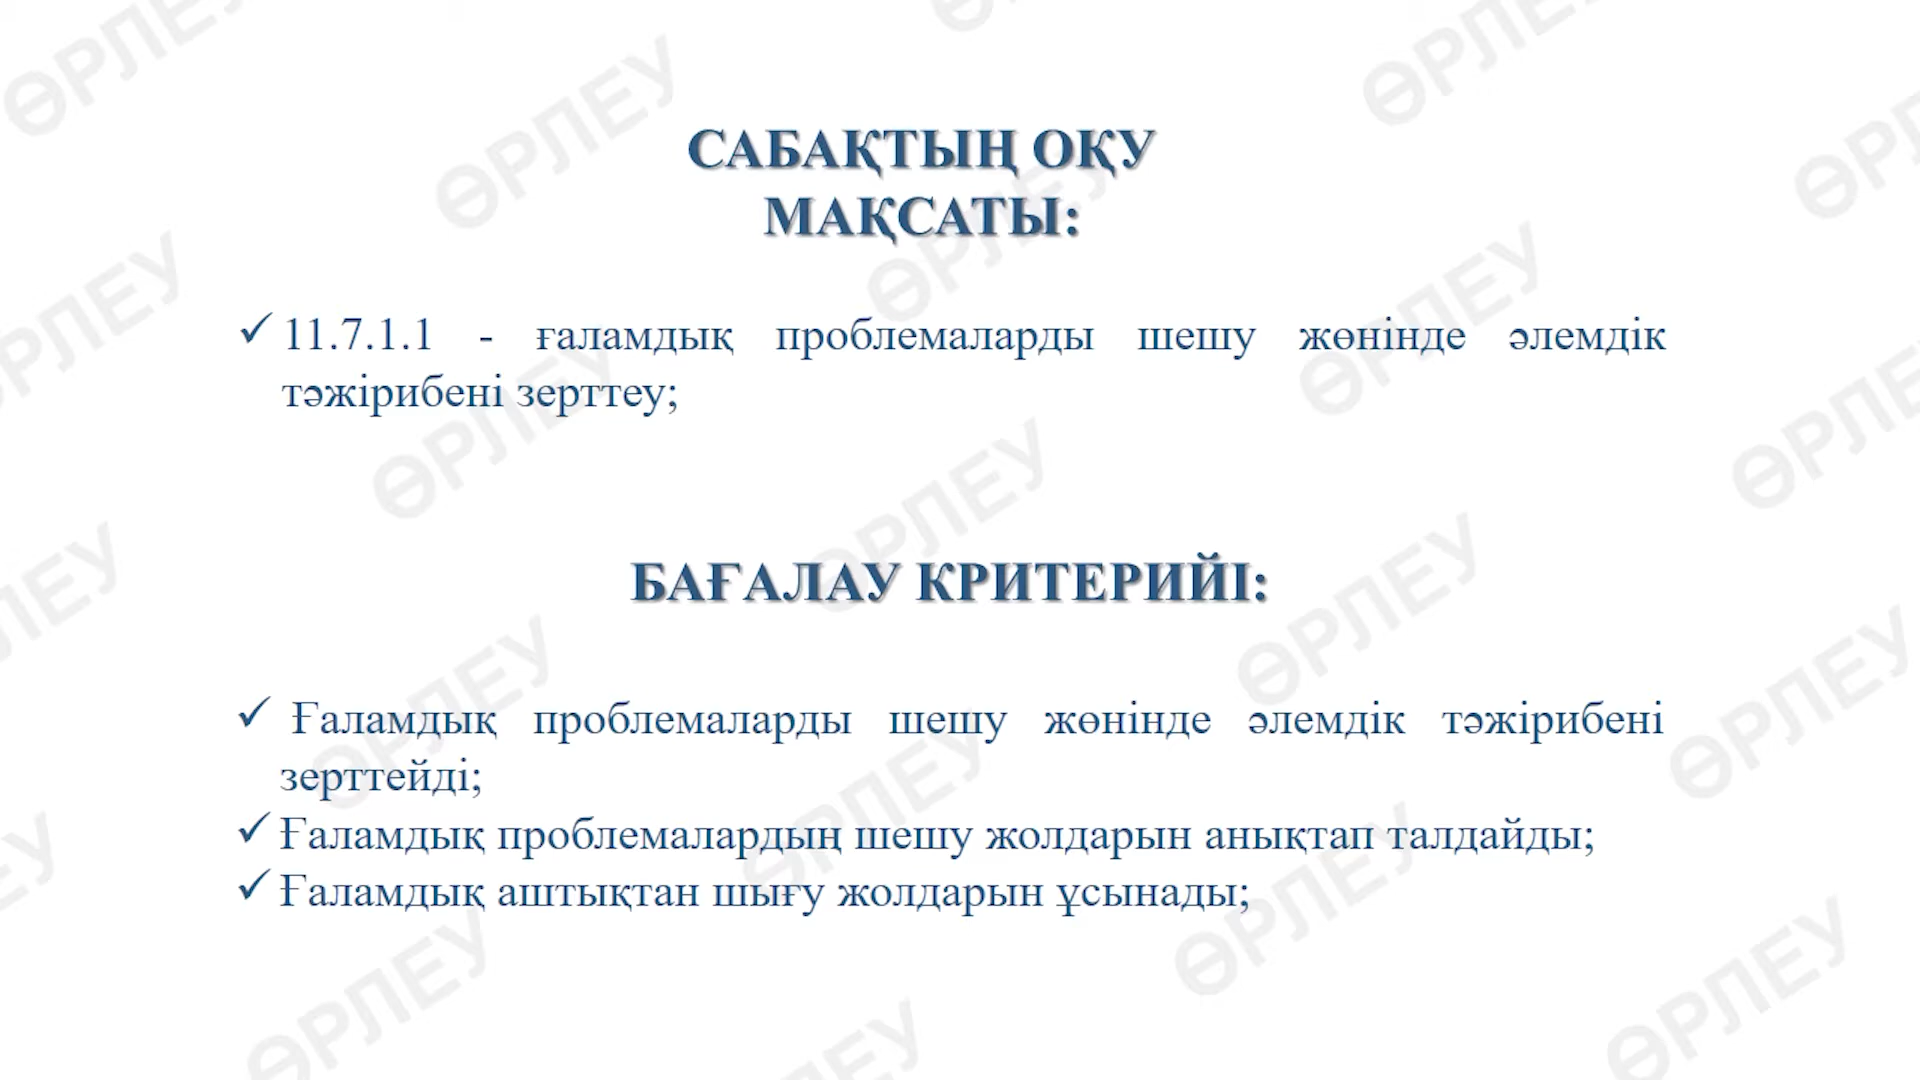 САБАҚТЫҢ ОҚУ
МАҚСАТЫ:
✓ 11.7.1.1 - ғаламдық проблемаларды шешу жөнінде әлемдік
тәжірибені зерттеу;
БАҒАЛАУ КРИТЕРИЙІ:
✓ Ғаламдық проблемаларды шешу жөнінде әлемдік тәжірибені
зерттейді;
✓ Ғаламдық проблемалардың шешу жолдарын анықтап талдайды;
✓ Ғаламдық аштықтан шығу жолдарын ұсынады;
ӨРЛЕУ